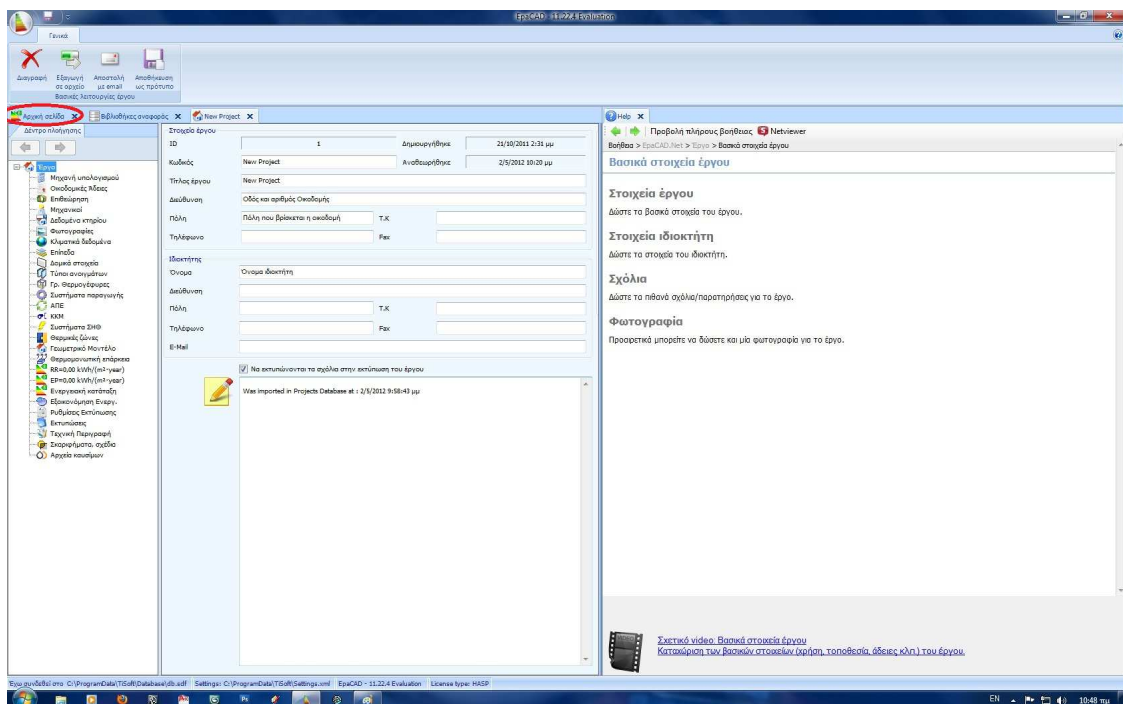 EpaCAD - 11.22.4 Evaluation
Γενικά
Διαγραφή
Εξαγωγή σε αρχείο
Αποστολή με email
Αποθήκευση ως πρότυπο
Βασικές λειτουργίες έργου
Αρχική σελίδα
Βιβλιοθήκες αναφοράς
New Project
Δέντρο πλοήγησης
Έργο
Μηχανή υπολογισμού
Οικοδομικές Άδειες
Επιθεώρηση
Μηχανικοί
Δεδομένα κτηρίου
Φωτογραφίες
Κλιματικά δεδομένα
Επίπεδα
Δομικά στοιχεία
Τύποι ανοιγμάτων
Γρ. Θερμογέφυρες
Συστήματα παραγωγής
ΑΠΕ
ΚΚΜ
Συστήματα ΣΗΘ
Θερμικές ζώνες
Γεωμετρικό Μοντέλο
Θερμομονωτική επάρκεια
RR=0,00 kWh/(m²-year)
EP=0,00 kWh/(m²-year)
Ενεργειακή κατάταξη
Εξοικονόμηση Ενεργ.
Ρυθμίσεις Εκτύπωσης
Εκτυπώσεις
Τεχνική Περιγραφή
Σκαριφήματα, σχέδια
Αρχεία καυσίμων
Στοιχεία έργου
ID 1 Δημιουργήθηκε 21/10/2011 2:31 μμ
Κωδικός New Project Αναθεωρήθηκε 2/5/2012 10:20 μμ
Τίτλος έργου New Project
Διεύθυνση Οδός και αριθμός Οικοδομής
Πόλη Πόλη που βρίσκεται η οικοδομή Τ.Κ
Τηλέφωνο Fax
Ιδιοκτήτης
Όνομα Όνομα ιδιοκτήτη
Διεύθυνση
Πόλη Τ.Κ
Τηλέφωνο Fax
E-Mail
Να εκτυπώνονται τα σχόλια στην εκτύπωση του έργου
Was imported in Projects Database at : 2/5/2012 9:58:43 μμ
Help
Προβολή πλήρους βοήθειας Netviewer
Βοήθεια > EpaCAD.Net > Έργο > Βασικά στοιχεία έργου
Βασικά στοιχεία έργου
Στοιχεία έργου
Δώστε τα βασικά στοιχεία του έργου.
Στοιχεία ιδιοκτήτη
Δώστε τα στοιχεία του ιδιοκτήτη.
Σχόλια
Δώστε τα πιθανά σχόλια/παρατηρήσεις για το έργο.
Φωτογραφία
Προαιρετικά μπορείτε να δώσετε και μία φωτογραφία για το έργο.
Σχετικό video: Βασικά στοιχεία έργου
Καταχώριση των βασικών στοιχείων (χρήση, τοποθεσία, άδειες κλπ.) του έργου.
Έχω συνδεθεί στο C:\ProgramData\TiSoft\Database\db.sdf Settings: C:\ProgramData\TiSoft\Settings.xml EpaCAD - 11.22.4 Evaluation License type: HASP
EN 10:48 πμ